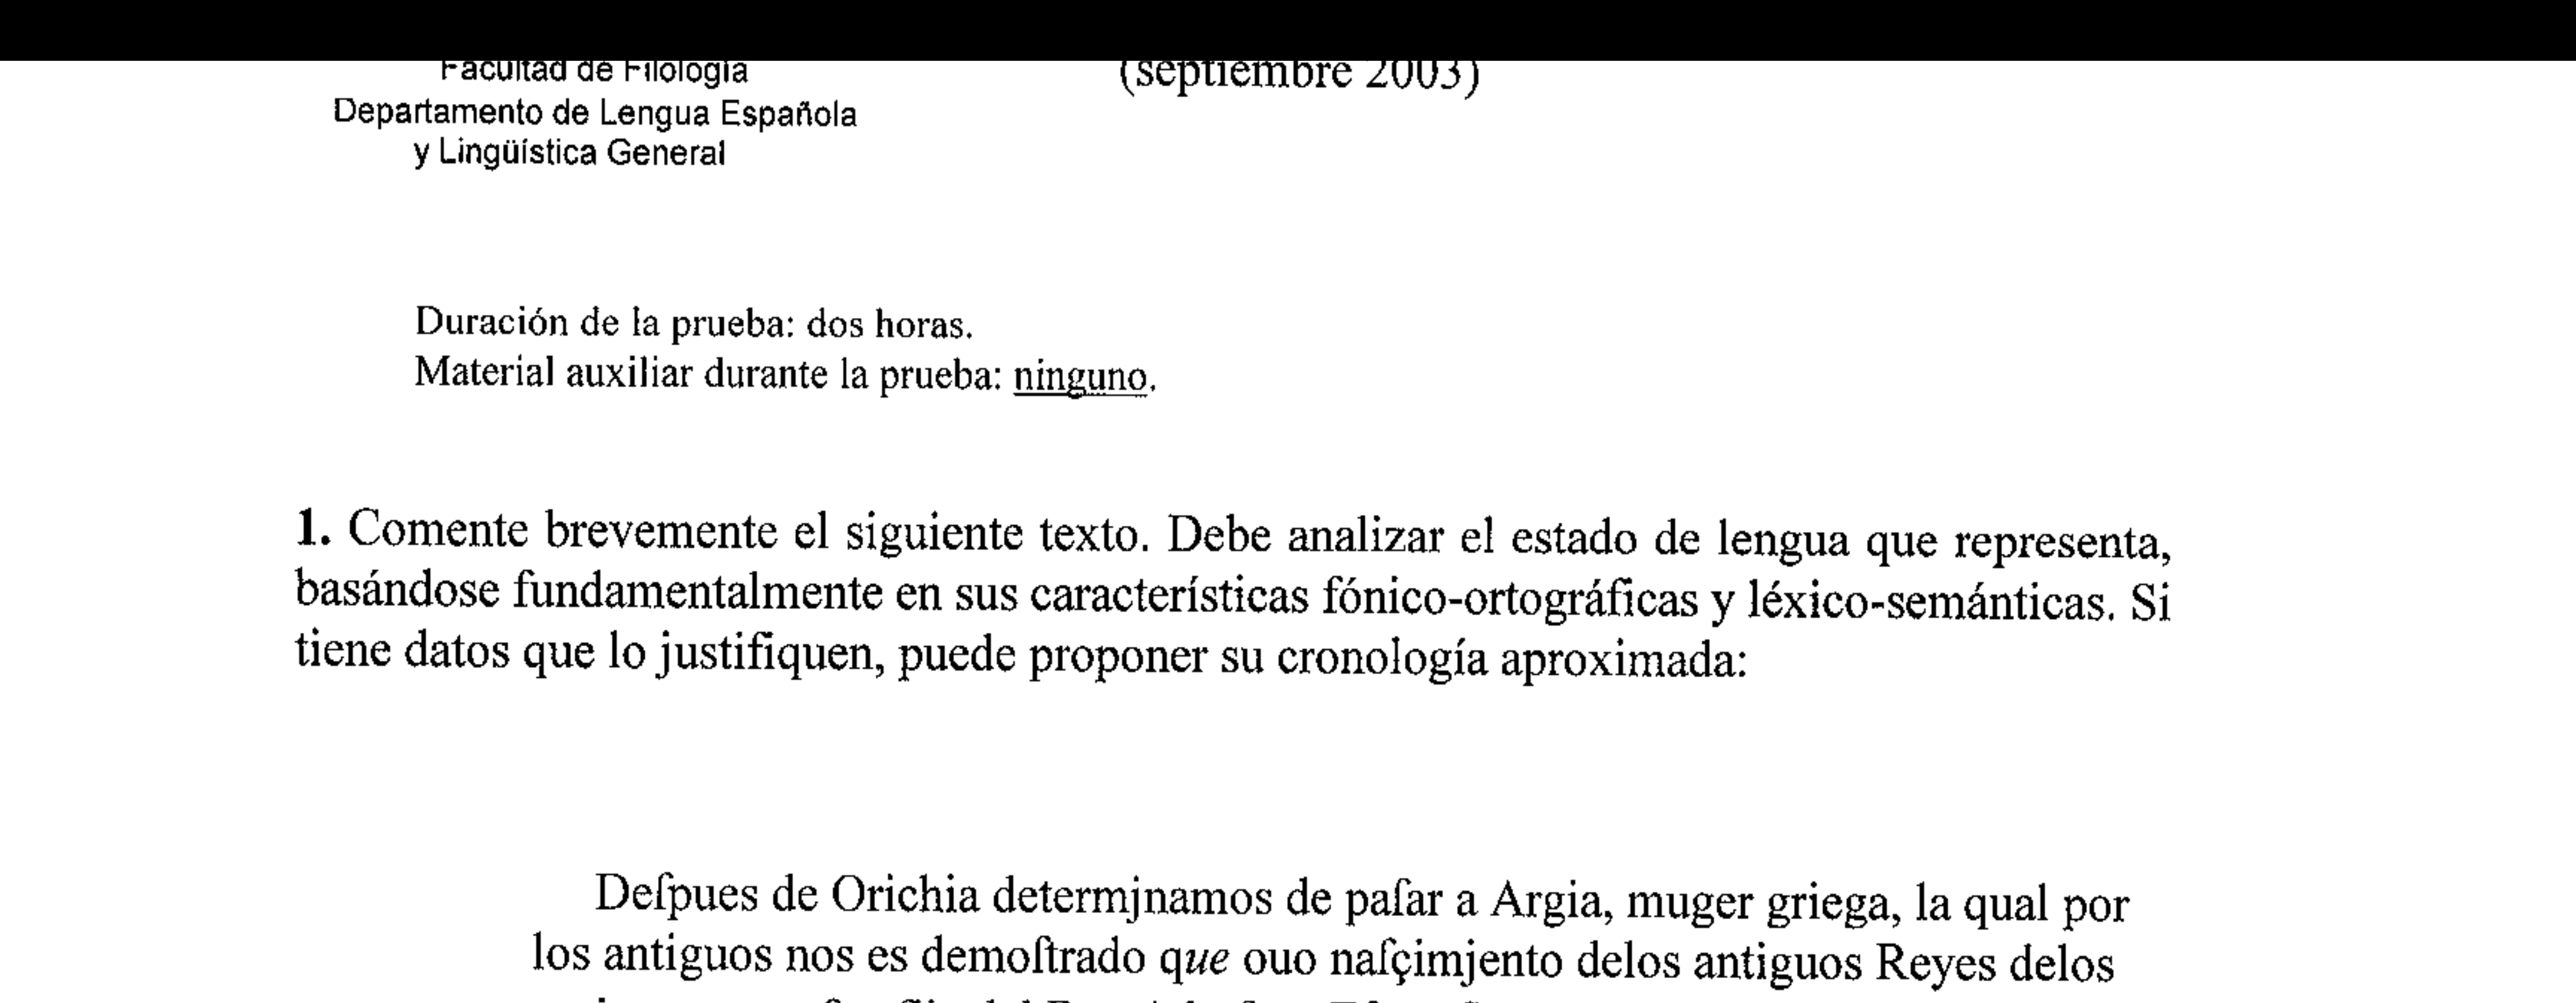 Facultad de Filología
(septiembre 2003)
Departamento de Lengua Española
y Lingüística General
Duración de la prueba: dos horas.
Material auxiliar durante la prueba: ninguno.
1. Comente brevemente el siguiente texto. Debe analizar el estado de lengua que representa,
basándose fundamentalmente en sus características fónico-ortográficas y léxico-semánticas. Si
tiene datos que lo justifiquen, puede proponer su cronología aproximada:
Deſpues de Orichia determjnamos de paſar a Argia, muger griega, la qual por
los antiguos nos es demoſtrado que ouo naſçimjento delos antiguos Reyes delos